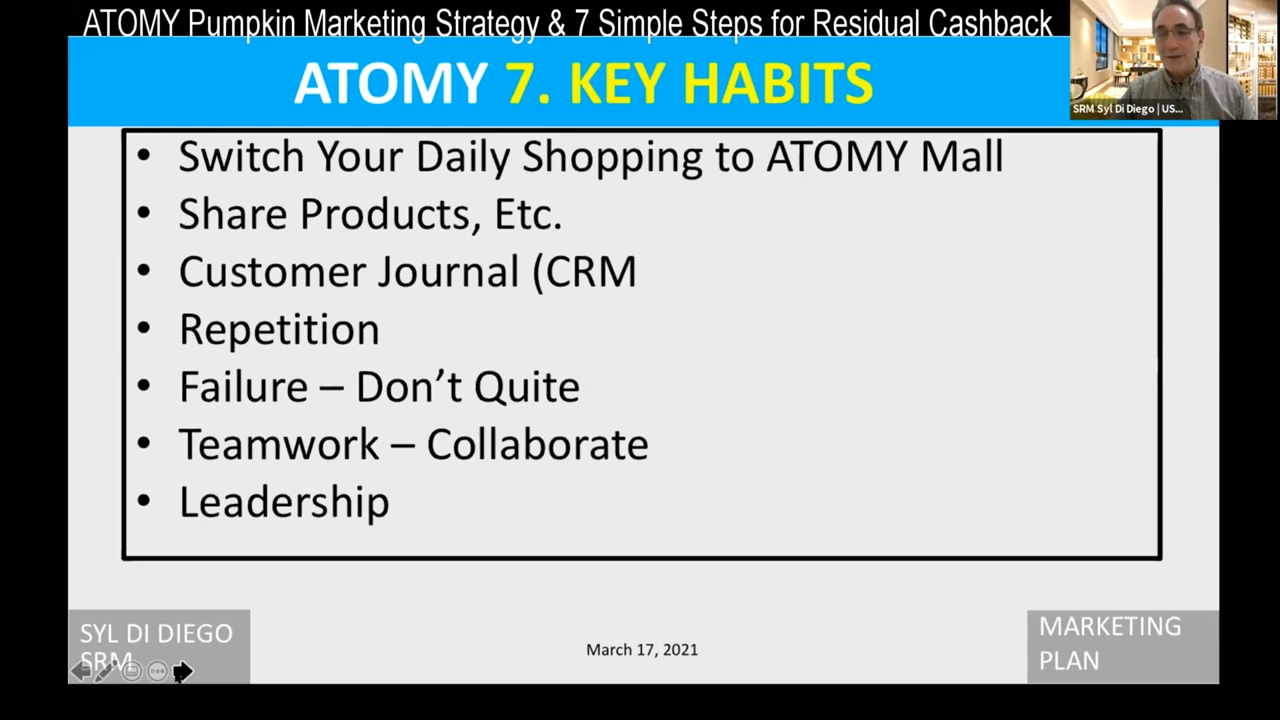 ATOMY Pumpkin Marketing Strategy & 7 Simple Steps for Residual Cashback
ATOMY 7. KEY HABITS
SRM Syl Di Diego | US...
• Switch Your Daily Shopping to ATOMY Mall
• Share Products, Etc.
• Customer Journal (CRM
• Repetition
• Failure – Don't Quite
• Teamwork – Collaborate
• Leadership
SYL DI DIEGO
SRM
March 17, 2021
MARKETING
PLAN